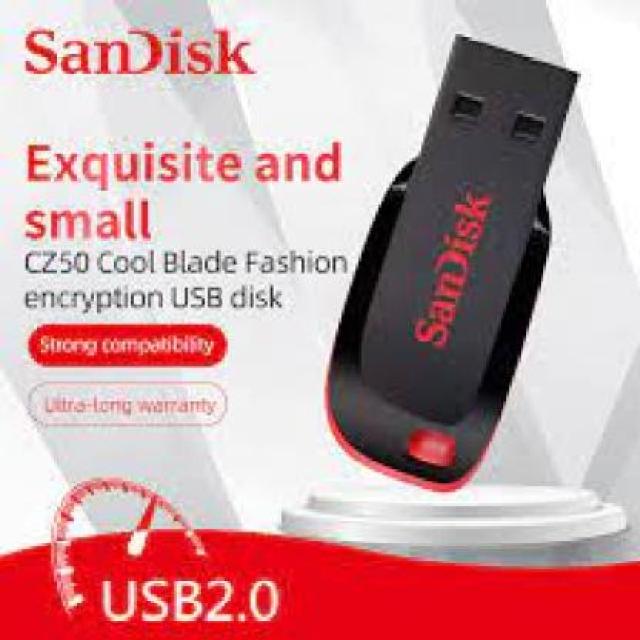 SanDisk
Exquisite and
small
CZ50 Cool Blade Fashion
encryption USB disk
Strong compatibility
Ultra-long warranty
SanDisk
USB2.0